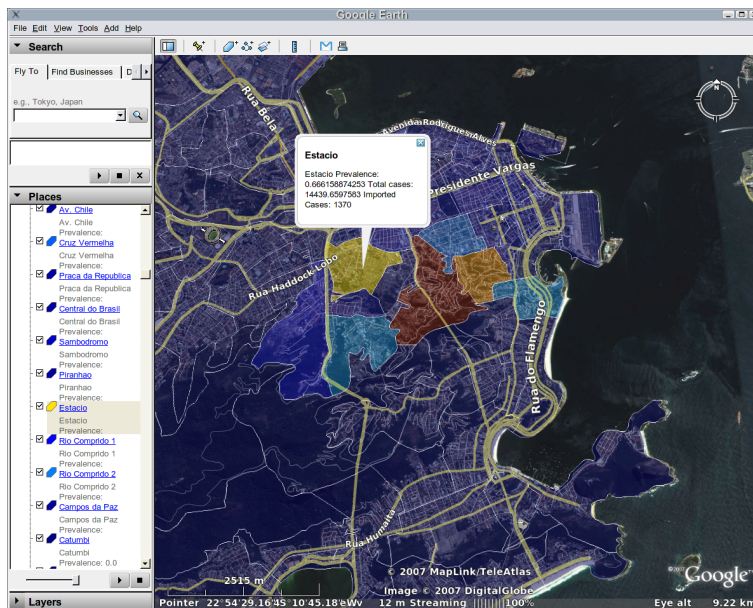 Google Earth
File Edit View Tools Add Help
Search
Fly To Find Businesses D
e.g., Tokyo, Japan
Places
Av. Chile
Av. Chile
Prevalence:
Cruz Vermelha
Cruz Vermelha
Prevalence:
Praca da Republica
Praca da Republica
Prevalence:
Central do Brasil
Central do Brasil
Prevalence:
Sambodromo
Sambodromo
Prevalence:
Piranhao
Piranhao
Prevalence:
Estacio
Estacio
Prevalence:
Rio Comprido 1
Rio Comprido 1
Prevalence:
Rio Comprido 2
Rio Comprido 2
Prevalence:
Campos da Paz
Campos da Paz
Prevalence:
Catumbi
Catumbi
Prevalence: 0.0
Layers
Rua Bela
Avenida Rodrigues Alves
Presidente Vargas
N
Estacio
Estacio Prevalence:
0.666158874253 Total cases:
14439.6597583 Imported
Cases: 1370
Rua Haddock Lobo
Rua do Flamengo
Rua Humaita
2515 m
© 2007 MapLink/TeleAtlas
Image © 2007 DigitalGlobe
©2007 Google™
Pointer 22°54'29.16"S 43°10'45.18"W 12 m Streaming 100% Eye alt 9.22 km